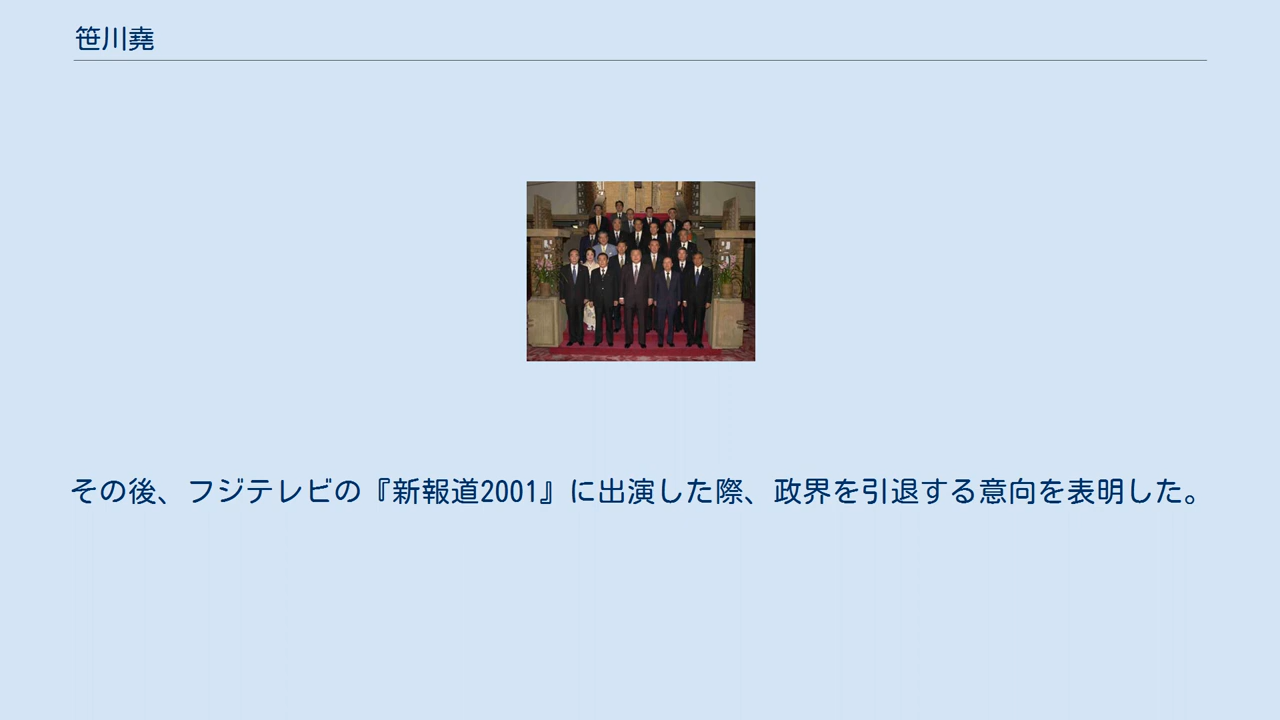 笹川堯
その後、フジテレビの『新報道2001』に出演した際、政界を引退する意向を表明した。